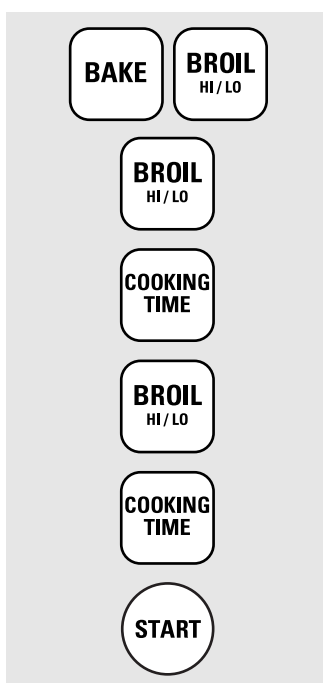 BAKE
BROIL
HI / LO
BROIL
HI / LO
COOKING
TIME
BROIL
HI / LO
COOKING
TIME
START